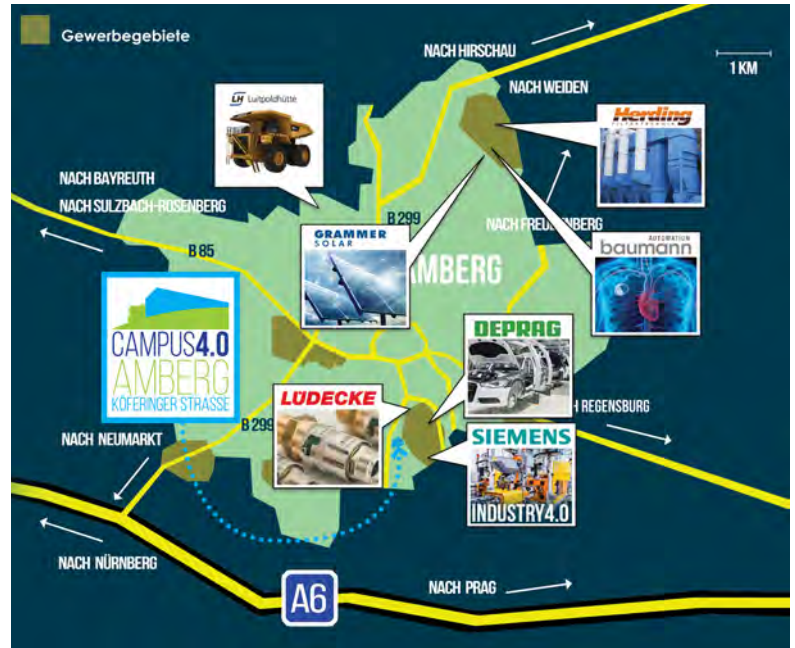 Gewerbegebiete
NACH HIRSCHAU
1 KM
NACH WEIDEN
LH Luitpoldhütte
Herding
FILTERTECHNIK
NACH BAYREUTH
NACH SULZBACH-ROSENBERG
B 299
NACH FREUDENBERG
GRAMMER
SOLAR
AUTOMATION
baumann
B 85
AMBERG
DEPRAG
CAMPUS4.0
AMBERG
KÖFERINGER STRASSE
LÜDECKE
REGENSBURG
B 299
SIEMENS
NACH NEUMARKT
INDUSTRY4.0
NACH NÜRNBERG
A6
NACH PRAG